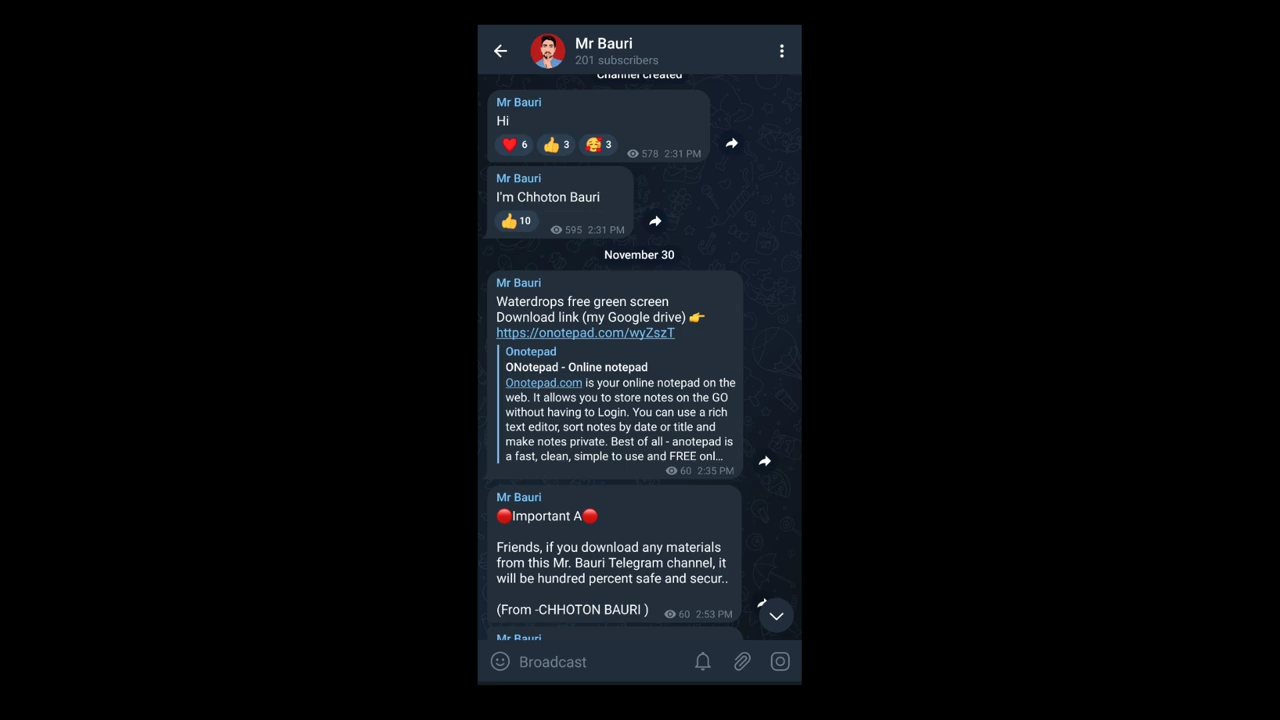 Mr Bauri
201 subscribers
Channel created
Mr Bauri
Hi
❤️ 6 👍 3 🥰 3 578 2:31 PM
Mr Bauri
I'm Chhoton Bauri
👍 10 595 2:31 PM
November 30
Mr Bauri
Waterdrops free green screen
Download link (my Google drive) 👉
https://onotepad.com/wyZszT
Onotepad
ONotepad - Online notepad
Onotepad.com is your online notepad on the
web. It allows you to store notes on the GO
without having to Login. You can use a rich
text editor, sort notes by date or title and
make notes private. Best of all - anotepad is
a fast, clean, simple to use and FREE onl...
60 2:35 PM
Mr Bauri
🔴Important A🔴
Friends, if you download any materials
from this Mr. Bauri Telegram channel, it
will be hundred percent safe and secur..
(From -CHHOTON BAURI ) 60 2:53 PM
Mr Bauri
Broadcast